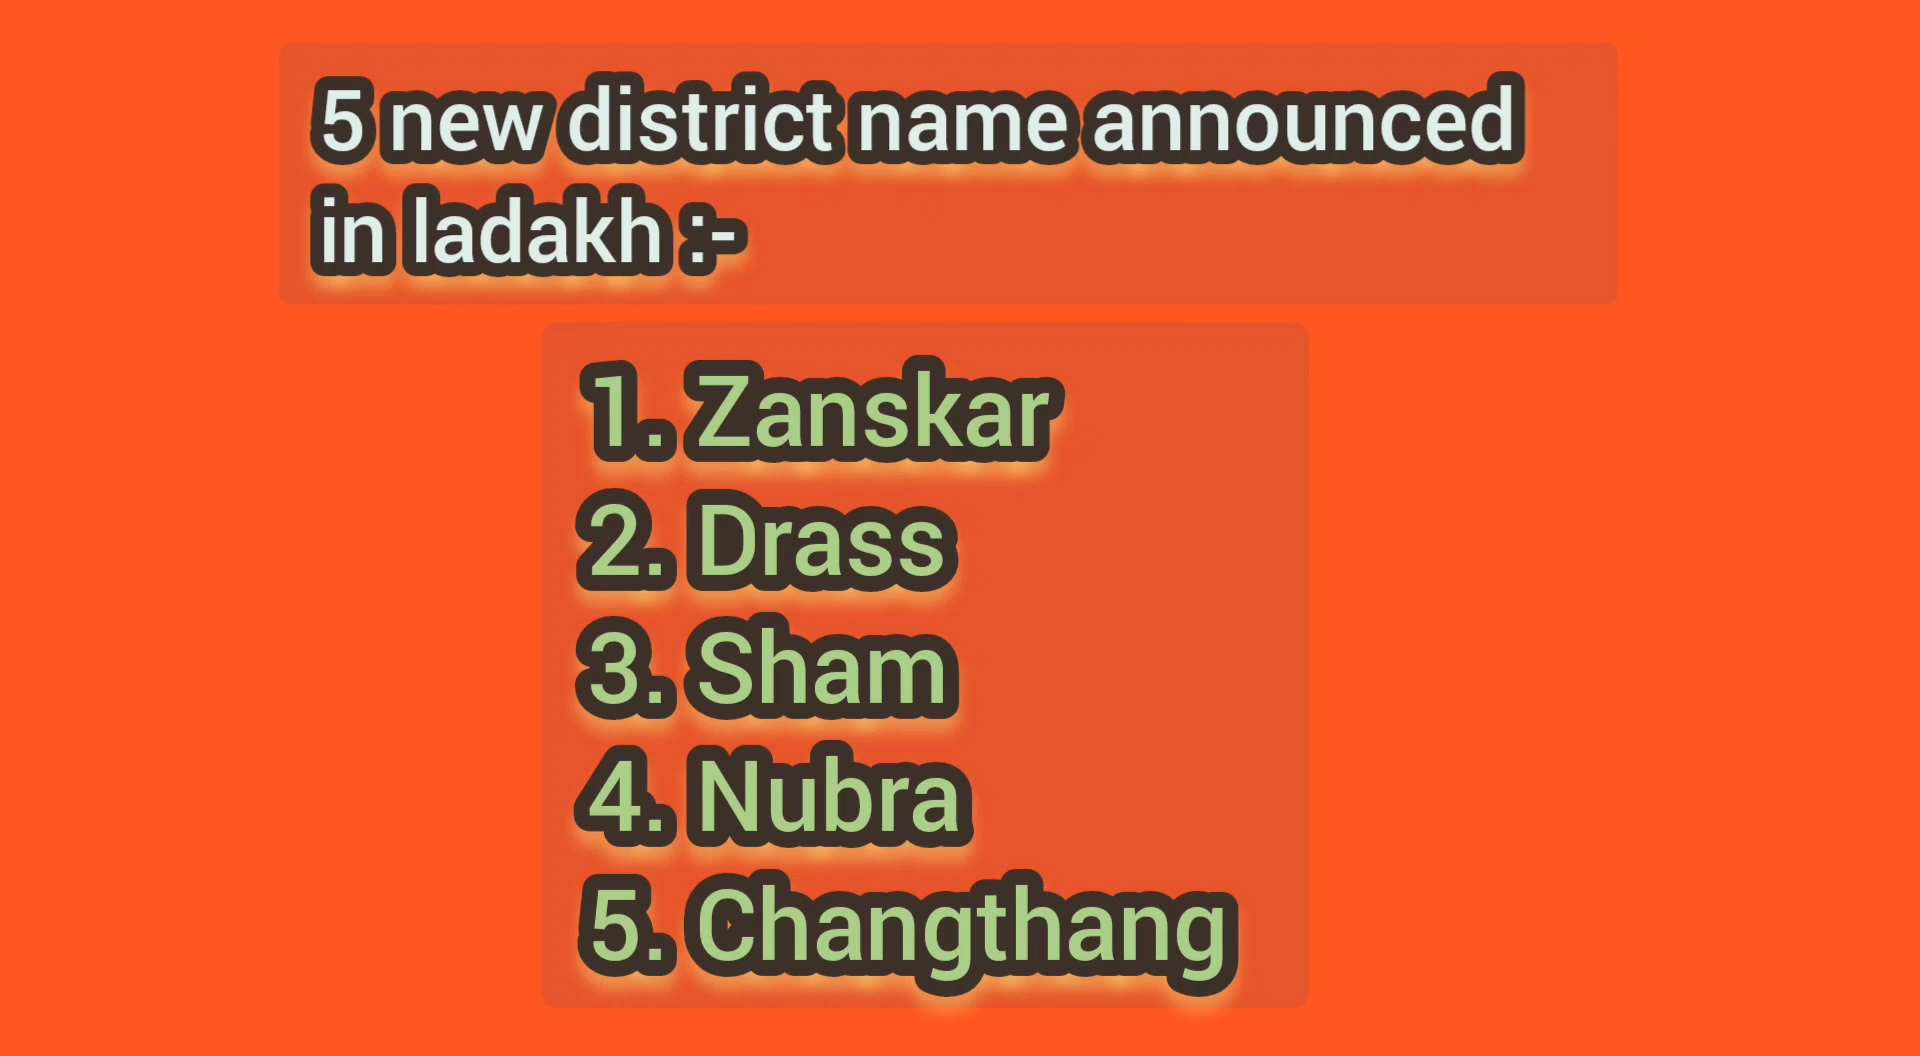 5 new district name announced
in ladakh :-
1. Zanskar
2. Drass
3. Sham
4. Nubra
5. Changthang